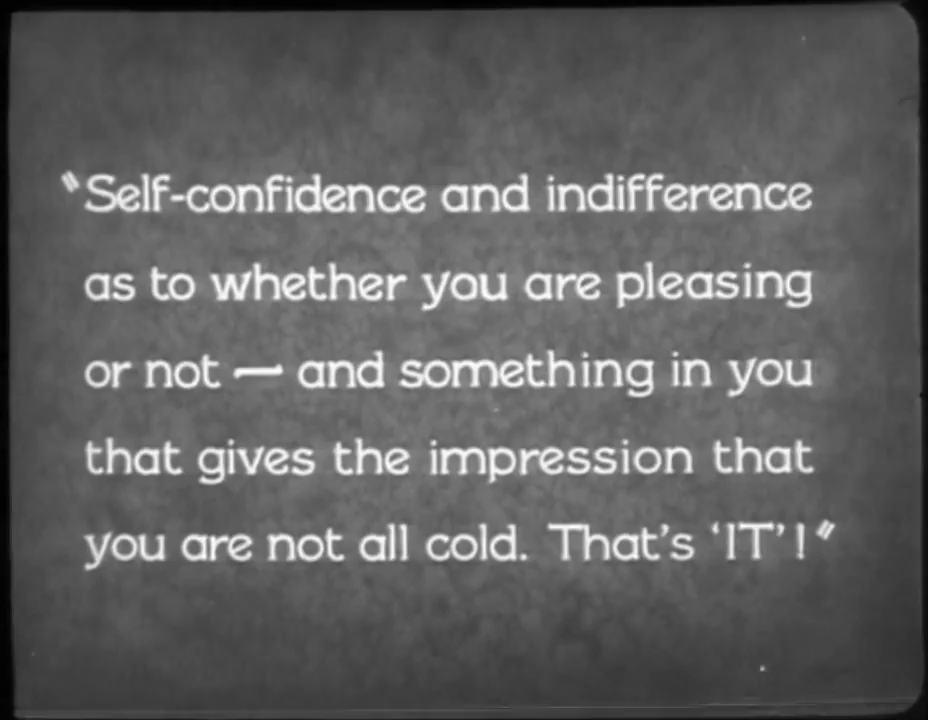 "Self-confidence and indifference
as to whether you are pleasing
or not — and something in you
that gives the impression that
you are not all cold. That's 'IT'!"